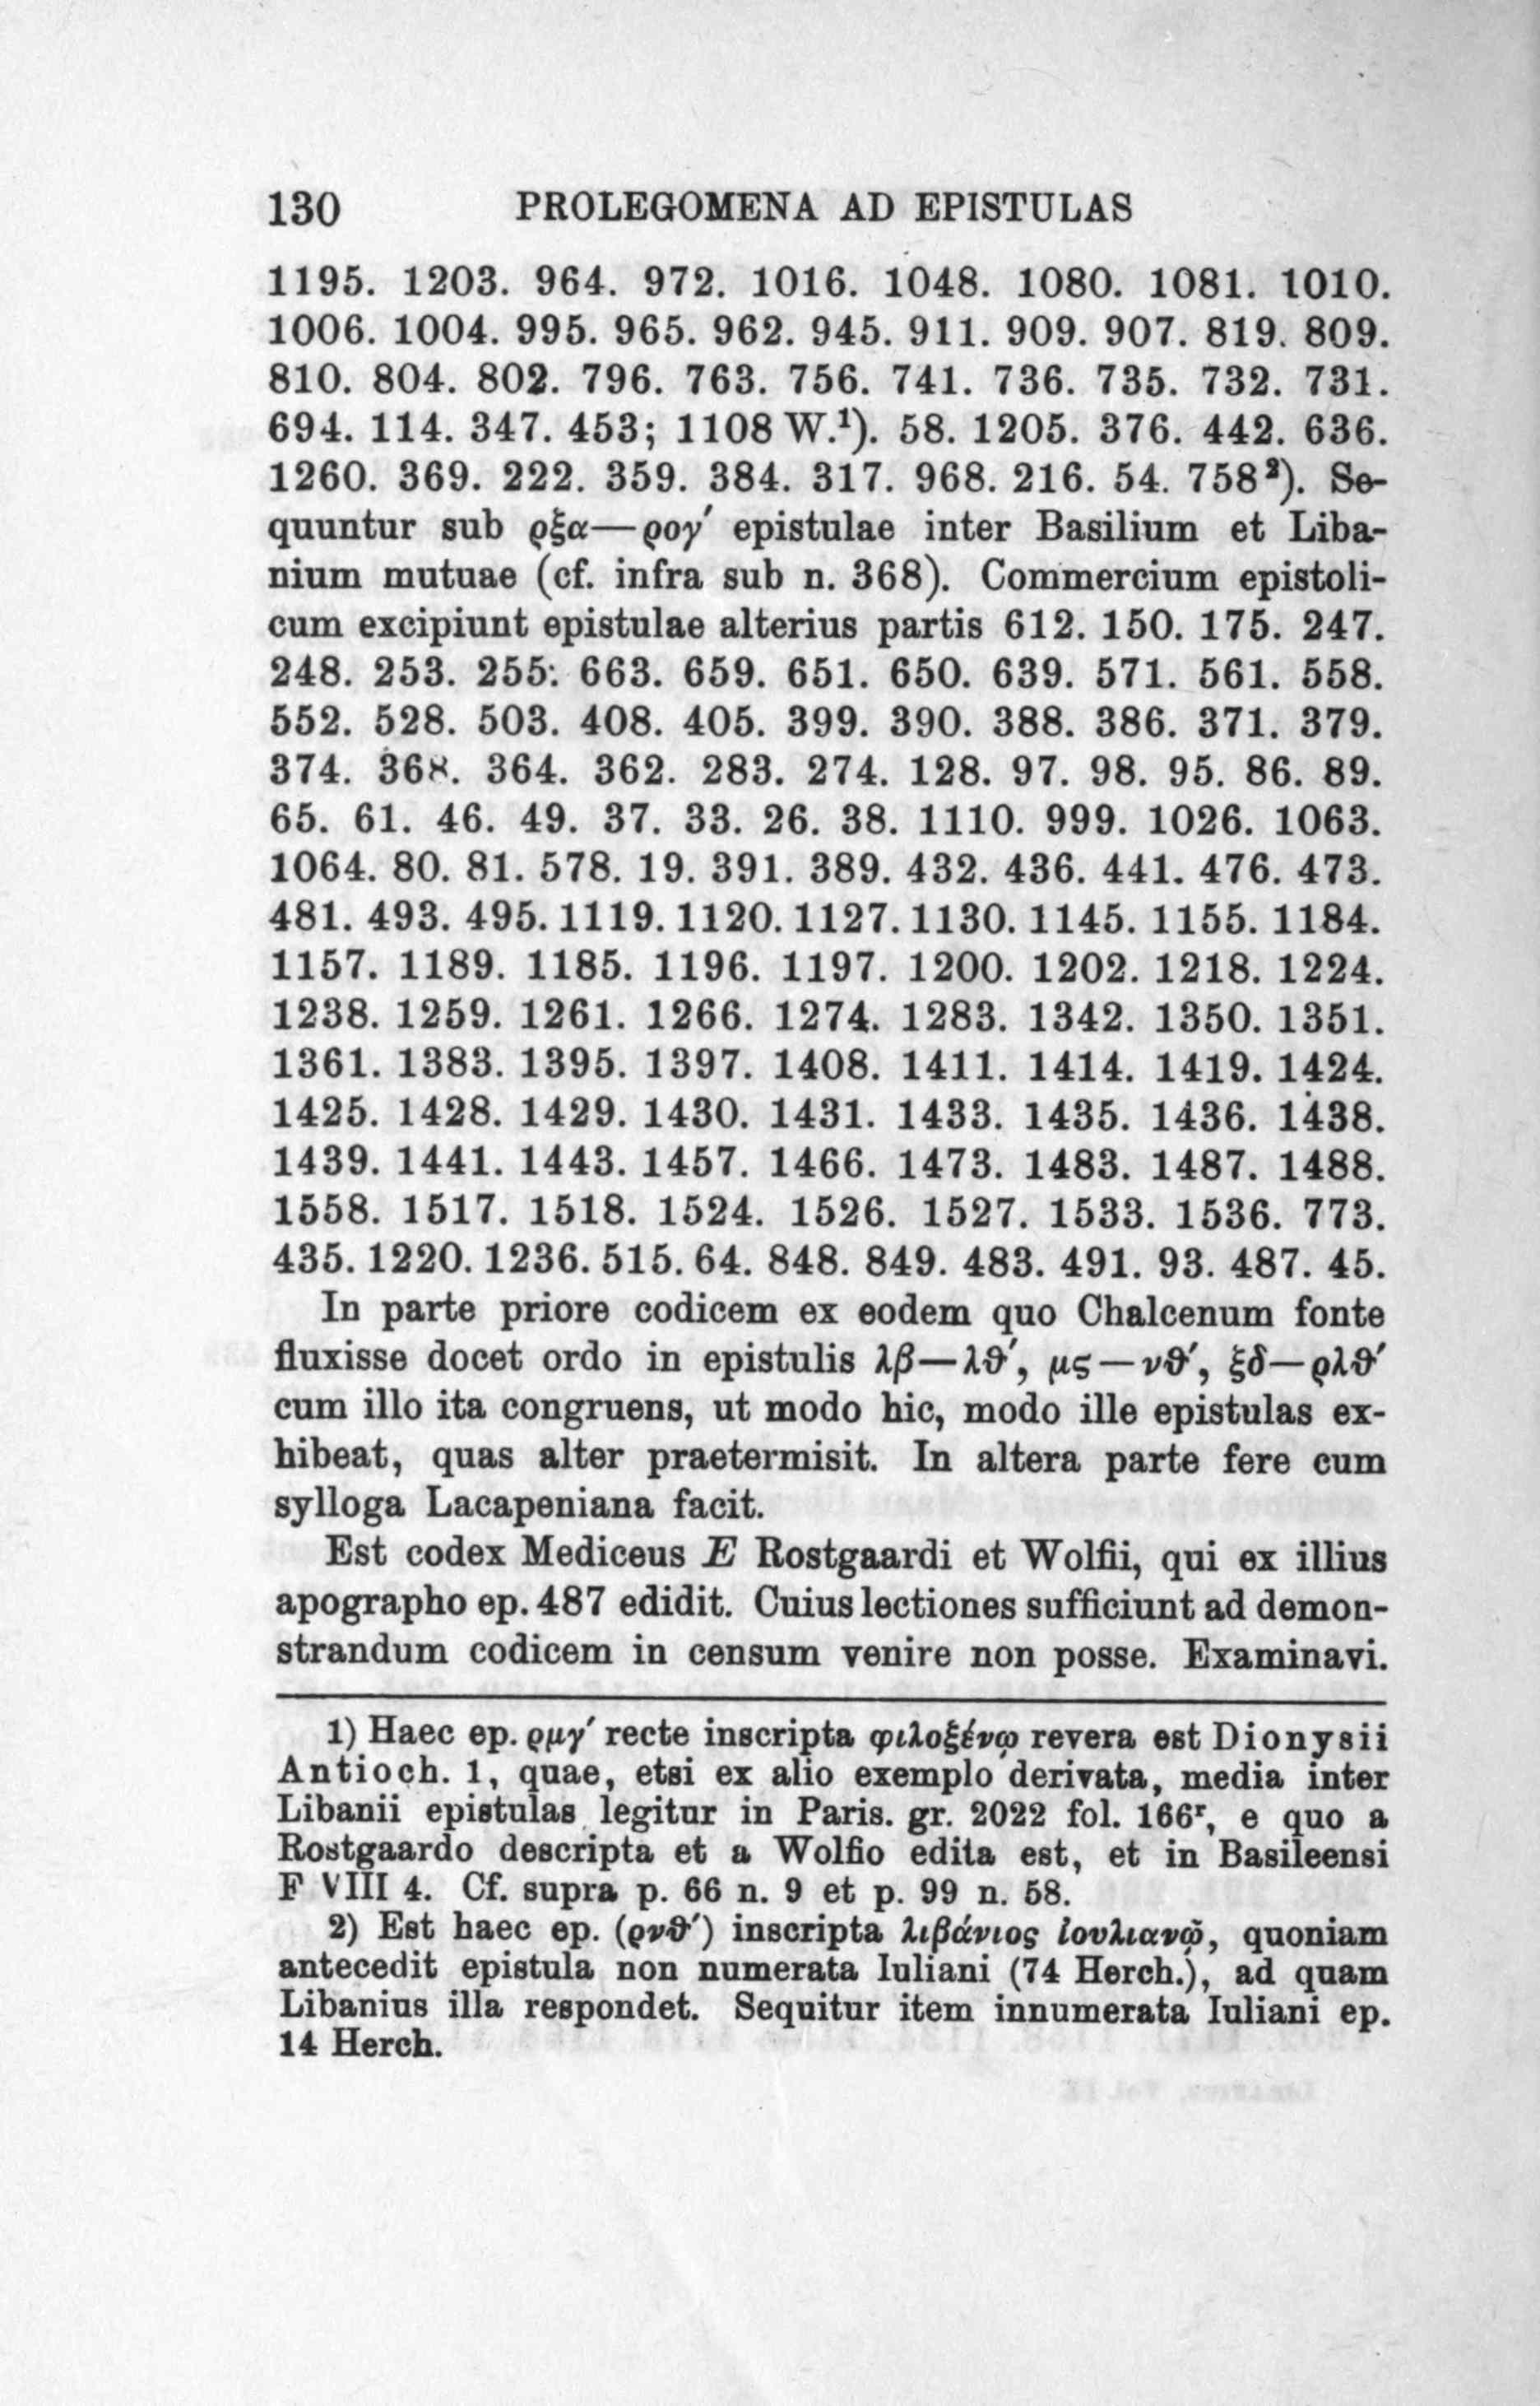 130 PROLEGOMENA AD EPISTULAS
1195. 1203. 964. 972. 1016. 1048. 1080. 1081. 1010.
1006. 1004. 995. 965. 962. 945. 911. 909. 907. 819. 809.
810. 804. 802. 796. 763. 756. 741. 736. 735. 732. 731.
694. 114. 347. 453; 1108 W.¹). 58. 1205. 376. 442. 636.
1260. 369. 222. 359. 384. 317. 968. 216. 54. 758²). Se-
quuntur sub ϱξα—ϱογʹ epistulae inter Basilium et Liba-
nium mutuae (cf. infra sub n. 368). Commercium epistoli-
cum excipiunt epistulae alterius partis 612. 150. 175. 247.
248. 253. 255. 663. 659. 651. 650. 639. 571. 561. 558.
552. 528. 503. 408. 405. 399. 390. 388. 386. 371. 379.
374. 368. 364. 362. 283. 274. 128. 97. 98. 95. 86. 89.
65. 61. 46. 49. 37. 33. 26. 38. 1110. 999. 1026. 1063.
1064. 80. 81. 578. 19. 391. 389. 432. 436. 441. 476. 473.
481. 493. 495. 1119. 1120. 1127. 1130. 1145. 1155. 1184.
1157. 1189. 1185. 1196. 1197. 1200. 1202. 1218. 1224.
1238. 1259. 1261. 1266. 1274. 1283. 1342. 1350. 1351.
1361. 1383. 1395. 1397. 1408. 1411. 1414. 1419. 1424.
1425. 1428. 1429. 1430. 1431. 1433. 1435. 1436. 1438.
1439. 1441. 1443. 1457. 1466. 1473. 1483. 1487. 1488.
1558. 1517. 1518. 1524. 1526. 1527. 1533. 1536. 773.
435. 1220. 1236. 515. 64. 848. 849. 483. 491. 93. 487. 45.
In parte priore codicem ex eodem quo Chalcenum fonte
fluxisse docet ordo in epistulis λβ—λϑʹ, μς—νϑʹ, ξδ—ϱλϑʹ
cum illo ita congruens, ut modo hic, modo ille epistulas ex-
hibeat, quas alter praetermisit. In altera parte fere cum
sylloga Lacapeniana facit.
Est codex Mediceus E Rostgaardi et Wolfii, qui ex illius
apographo ep. 487 edidit. Cuius lectiones sufficiunt ad demon-
strandum codicem in censum venire non posse. Examinavi.
1) Haec ep. ϱμγʹ recte inscripta φιλοξένῳ revera est Dionysii
Antioch. 1, quae, etsi ex alio exemplo derivata, media inter
Libanii epistulas legitur in Paris. gr. 2022 fol. 166ʳ, e quo a
Rostgaardo descripta et a Wolfio edita est, et in Basileensi
F VIII 4. Cf. supra p. 66 n. 9 et p. 99 n. 58.
2) Est haec ep. (ϱνϑʹ) inscripta λιβάνιος ἰουλιανῷ, quoniam
antecedit epistula non numerata Iuliani (74 Herch.), ad quam
Libanius illa respondet. Sequitur item innumerata Iuliani ep.
14 Herch.